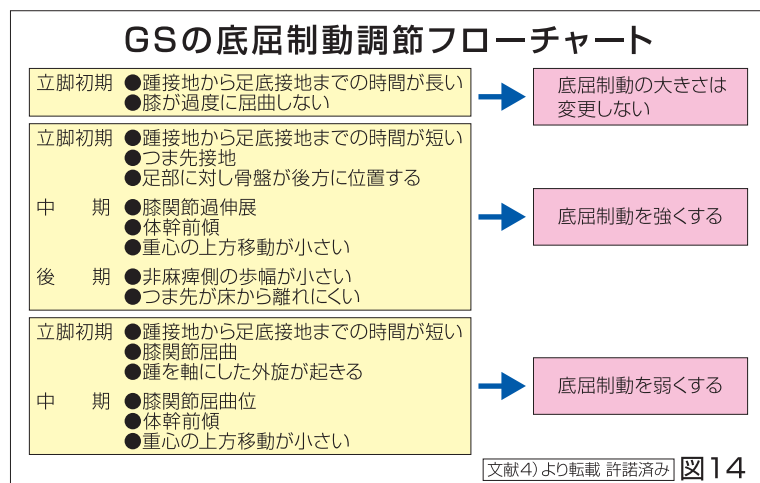 GSの底屈制動調節フローチャート
立脚初期 ●踵接地から足底接地までの時間が長い
●膝が過度に屈曲しない
底屈制動の大きさは
変更しない
立脚初期 ●踵接地から足底接地までの時間が短い
●つま先接地
●足部に対し骨盤が後方に位置する
中　期 ●膝関節過伸展
●体幹前傾
●重心の上方移動が小さい
後　期 ●非麻痺側の歩幅が小さい
●つま先が床から離れにくい
底屈制動を強くする
立脚初期 ●踵接地から足底接地までの時間が短い
●膝関節屈曲
●踵を軸にした外旋が起きる
中　期 ●膝関節屈曲位
●体幹前傾
●重心の上方移動が小さい
底屈制動を弱くする
文献4)より転載 許諾済み 図14